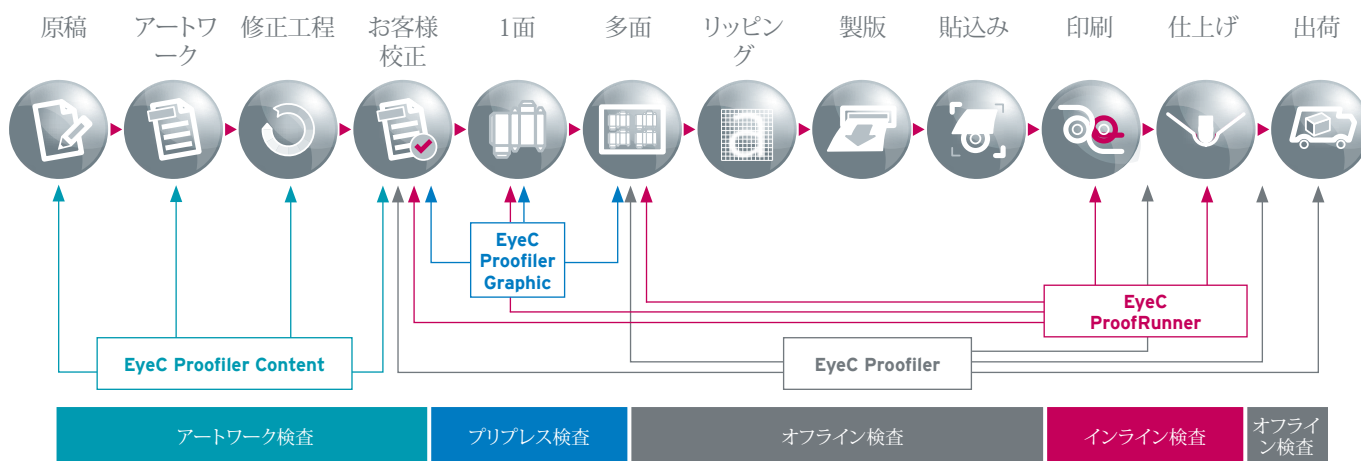 原稿
アートワ
ーク
修正工程
お客様
校正
1面
多面
リッピン
グ
製版
貼込み
印刷
仕上げ
出荷
a
EyeC
Proofiler
Graphic
EyeC
ProofRunner
EyeC Proofiler Content
EyeC Proofiler
アートワーク検査
プリプレス検査
オフライン検査
インライン検査
オフライ
ン検査